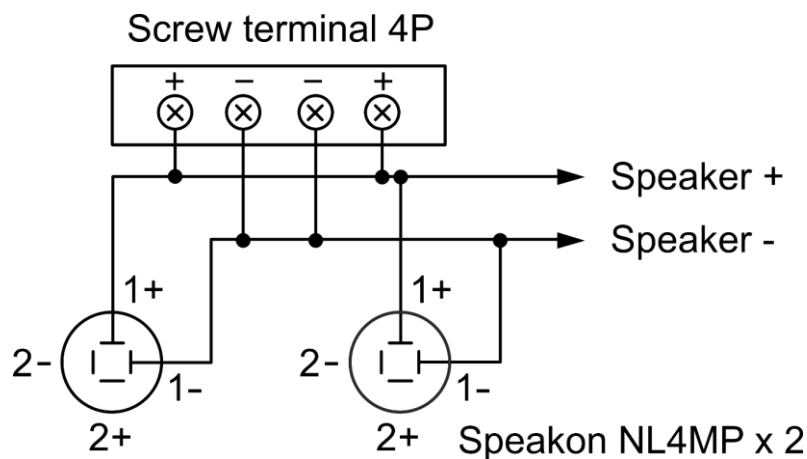 Screw terminal 4P
+ − − +
Speaker +
Speaker -
1+ 1+
2- 2-
1- 1-
2+ 2+
Speakon NL4MP x 2